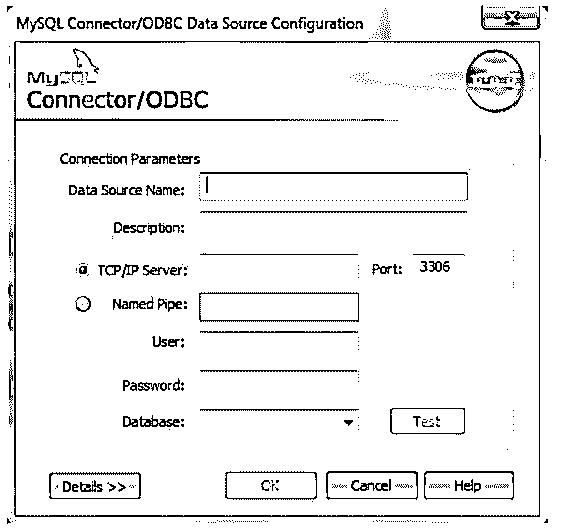 MySQL Connector/ODBC Data Source Configuration
MySQL
Connector/ODBC
Connection Parameters
Data Source Name:
Description:
TCP/IP Server: Port: 3306
Named Pipe:
User:
Password:
Database: Test
Details >> OK Cancel Help